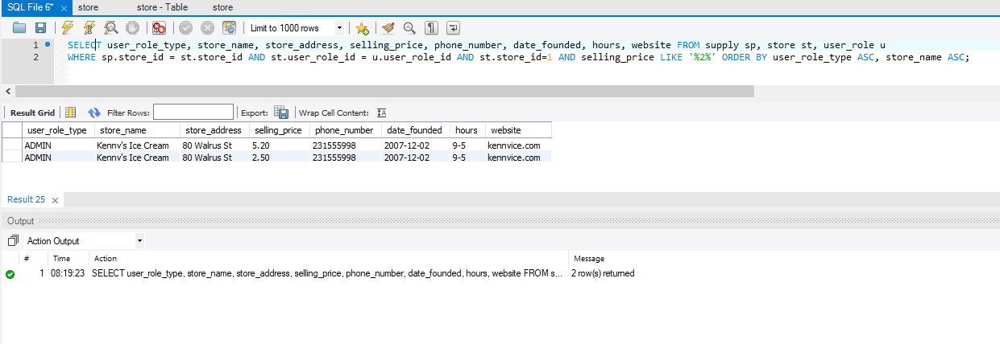 SQL File 6* × store store - Table store
Limit to 1000 rows
1 SELECT user_role_type, store_name, store_address, selling_price, phone_number, date_founded, hours, website FROM supply sp, store st, user_role u
2 WHERE sp.store_id = st.store_id AND st.user_role_id = u.user_role_id AND st.store_id=1 AND selling_price LIKE '%2%' ORDER BY user_role_type ASC, store_name ASC;
Result Grid Filter Rows: Export: Wrap Cell Content: IA
user_role_type store_name store_address selling_price phone_number date_founded hours website
ADMIN Kennv's Ice Cream 80 Walrus St 5.20 231555998 2007-12-02 9-5 kennvice.com
ADMIN Kennv's Ice Cream 80 Walrus St 2.50 231555998 2007-12-02 9-5 kennvice.com
Result 25 ×
Output
Action Output
# Time Action Message
1 08:19:23 SELECT user_role_type, store_name, store_address, selling_price, phone_number, date_founded, hours, website FROM s... 2 row(s) returned